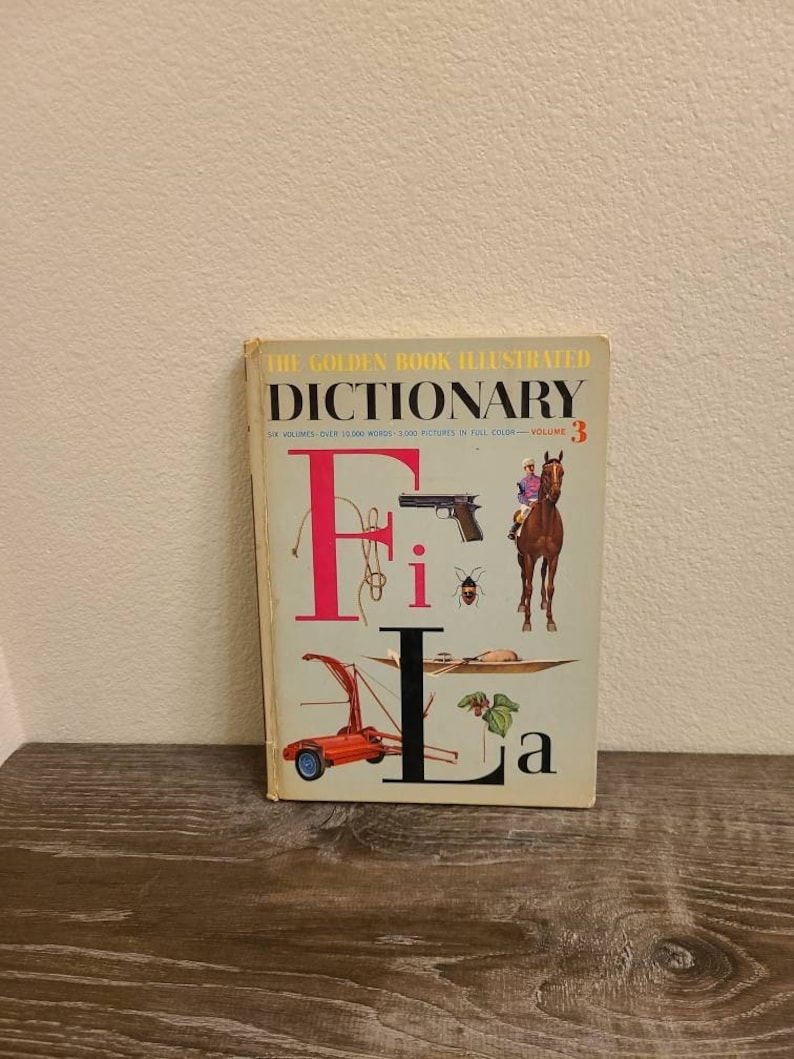 THE GOLDEN BOOK ILLUSTRATED
DICTIONARY
SIX VOLUMES • OVER 10,000 WORDS • 3,000 PICTURES IN FULL COLOR — VOLUME 3
Fi
La